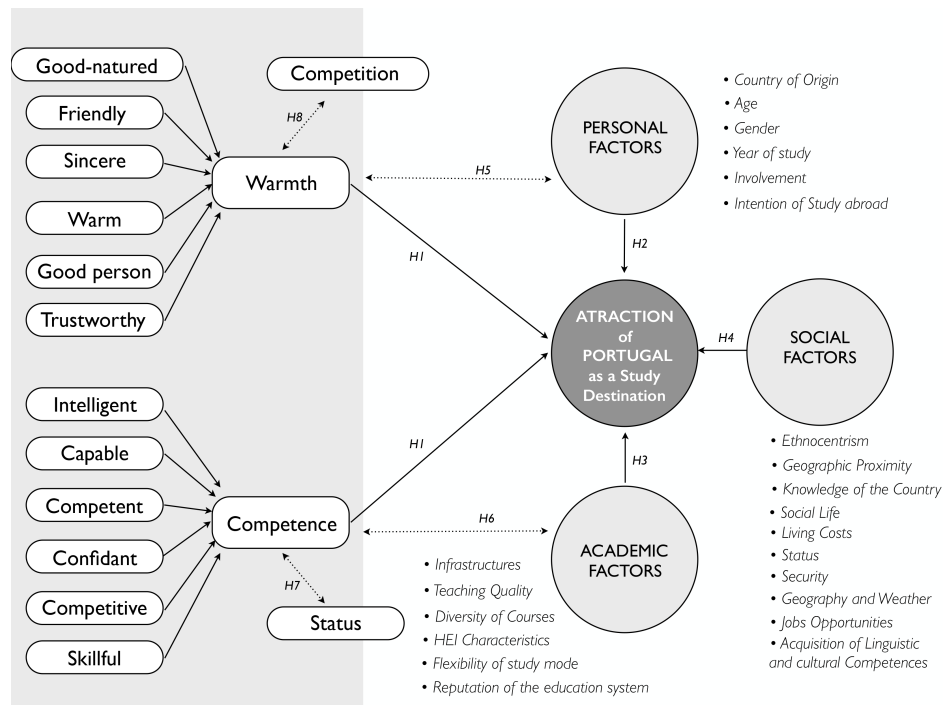 Good-natured
Friendly
Sincere
Warm
Good person
Trustworthy
Competition
H8
Warmth
H5
H1
PERSONAL
FACTORS
• Country of Origin
• Age
• Gender
• Year of study
• Involvement
• Intention of Study abroad
H2
ATRACTION
of
PORTUGAL
as a Study
Destination
H4
SOCIAL
FACTORS
• Ethnocentrism
• Geographic Proximity
• Knowledge of the Country
• Social Life
• Living Costs
• Status
• Security
• Geography and Weather
• Jobs Opportunities
• Acquisition of Linguistic
and cultural Competences
Intelligent
Capable
Competent
Confidant
Competitive
Skillful
Competence
H1
H6
H7
Status
H3
ACADEMIC
FACTORS
• Infrastructures
• Teaching Quality
• Diversity of Courses
• HEI Characteristics
• Flexibility of study mode
• Reputation of the education system